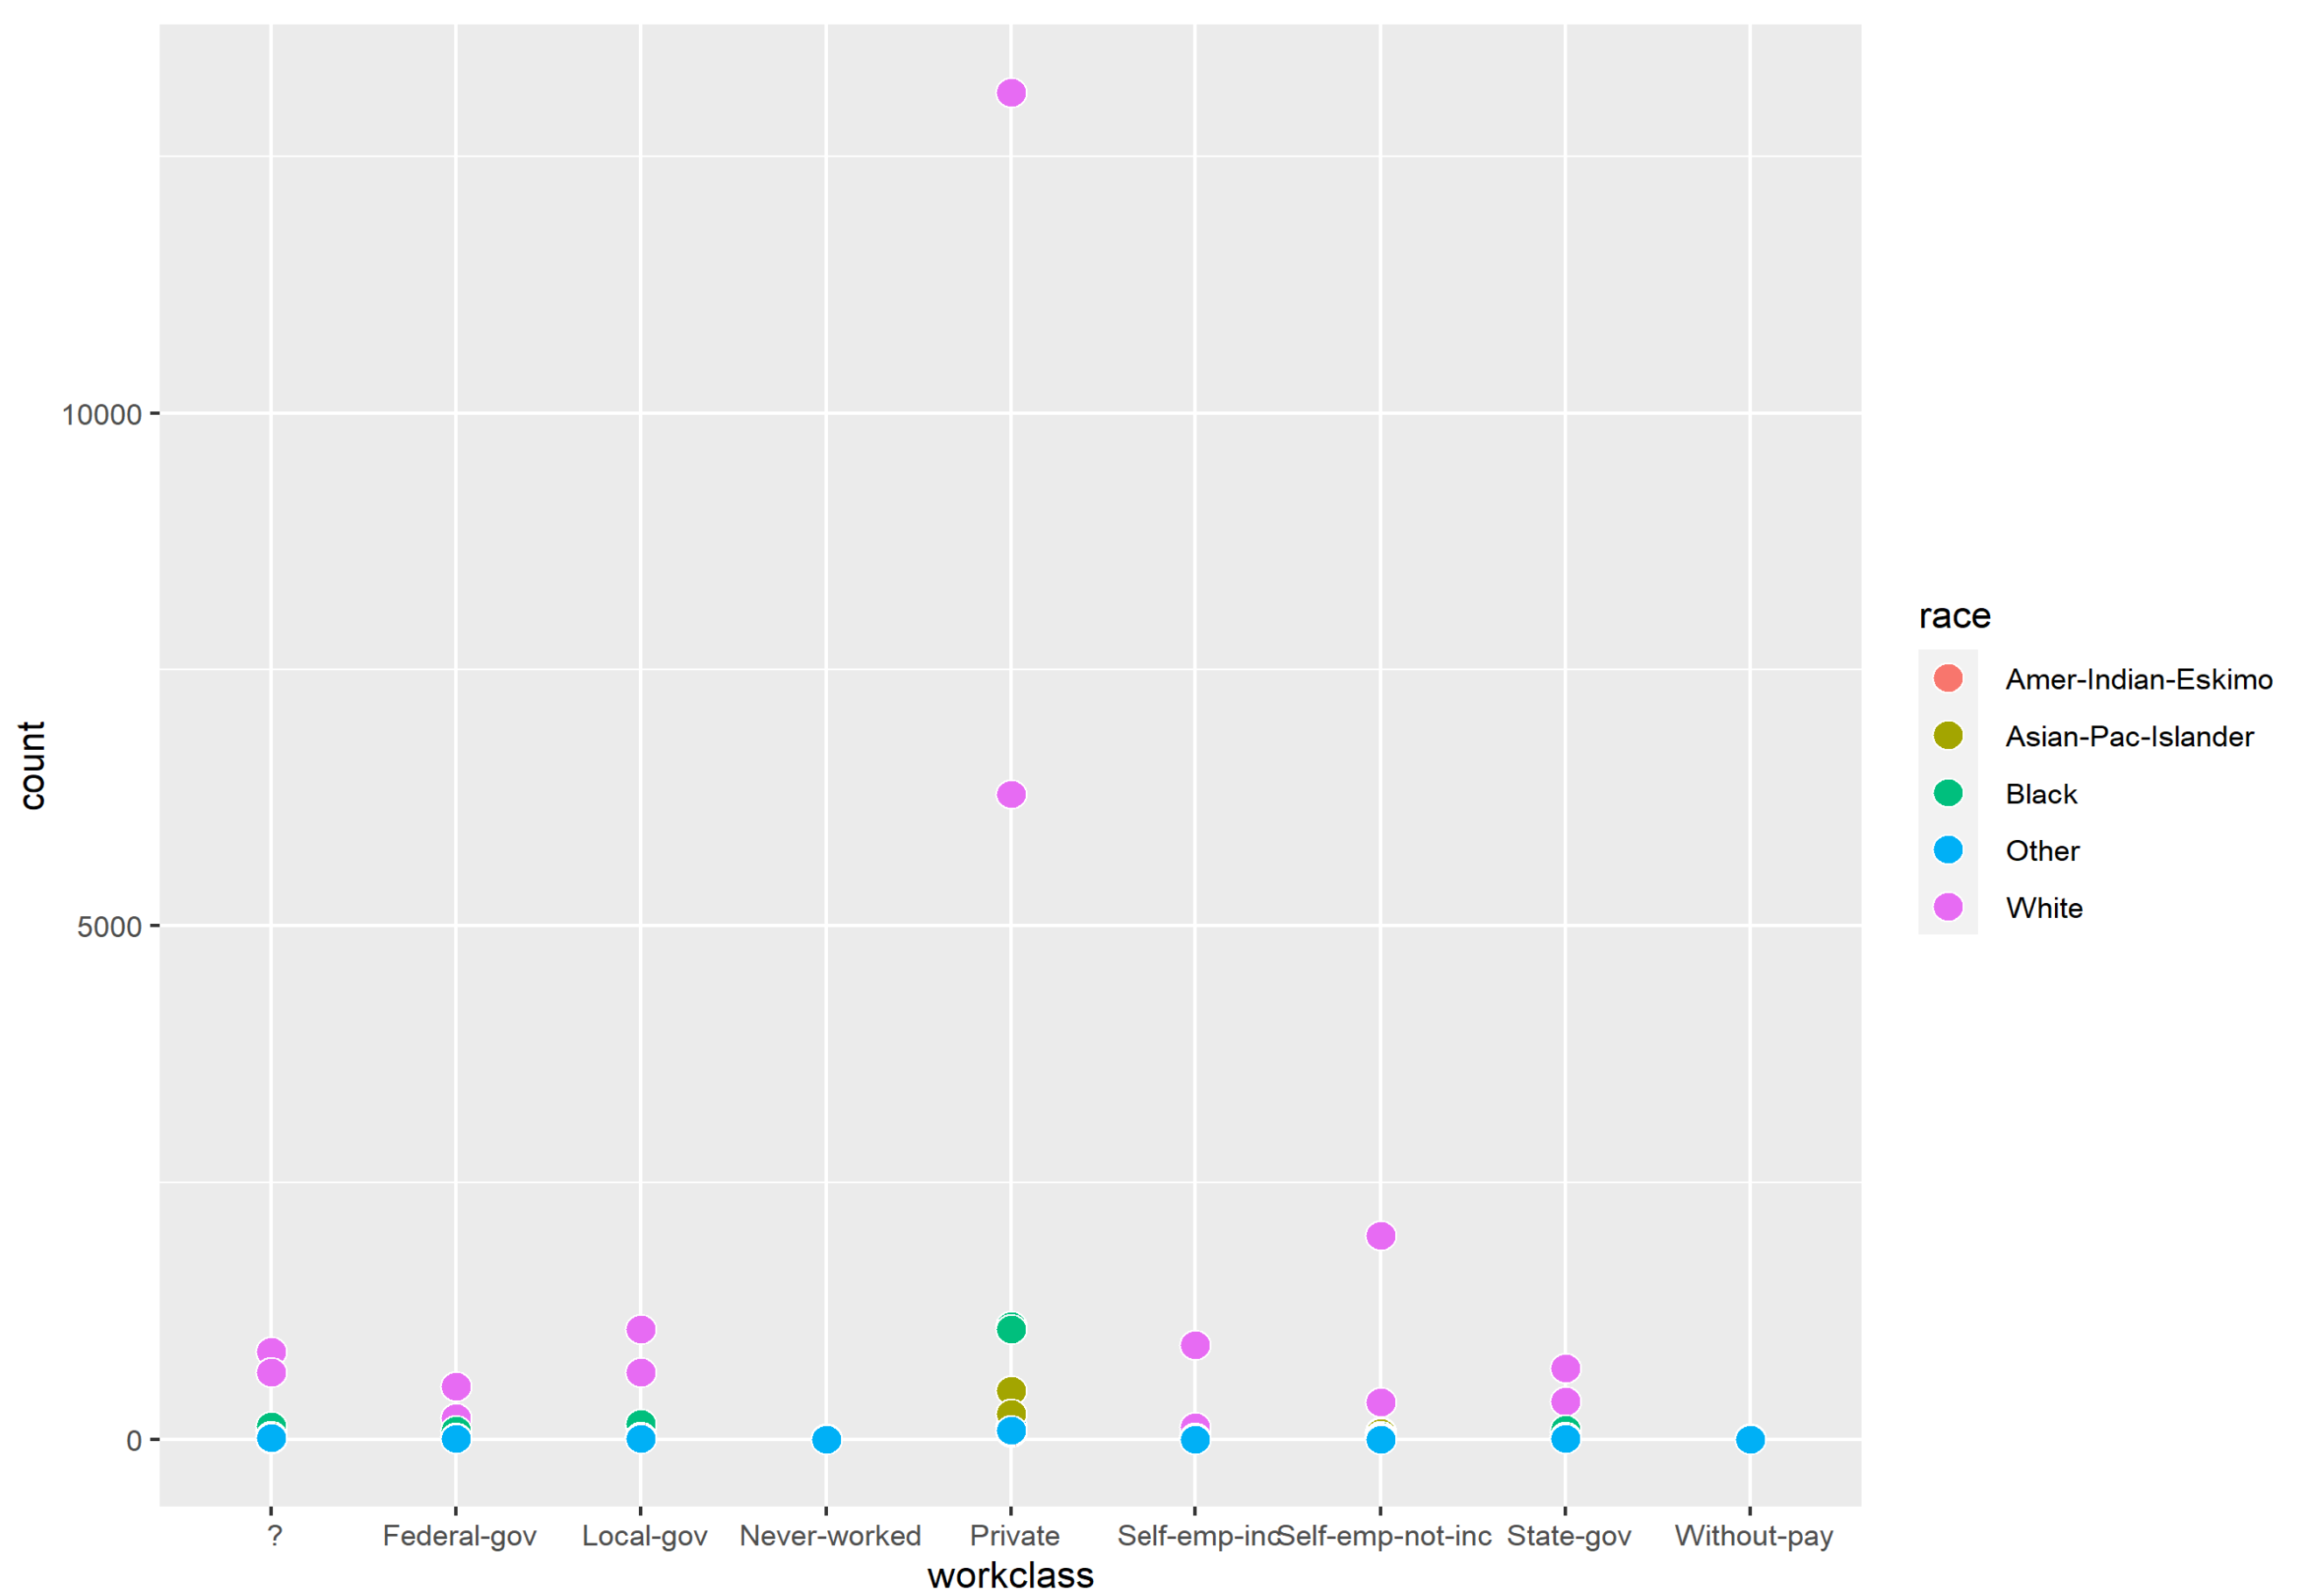 10000
5000
0
count
? Federal-gov Local-gov Never-worked Private Self-emp-inc Self-emp-not-inc State-gov Without-pay
workclass
race
Amer-Indian-Eskimo
Asian-Pac-Islander
Black
Other
White